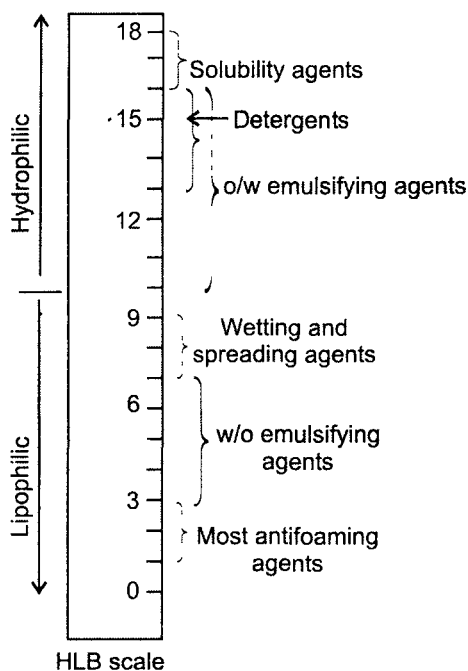 18
Solubility agents
15
Detergents
o/w emulsifying agents
12
Hydrophilic
9
Wetting and
spreading agents
6
w/o emulsifying
agents
Lipophilic
3
Most antifoaming
agents
0
HLB scale